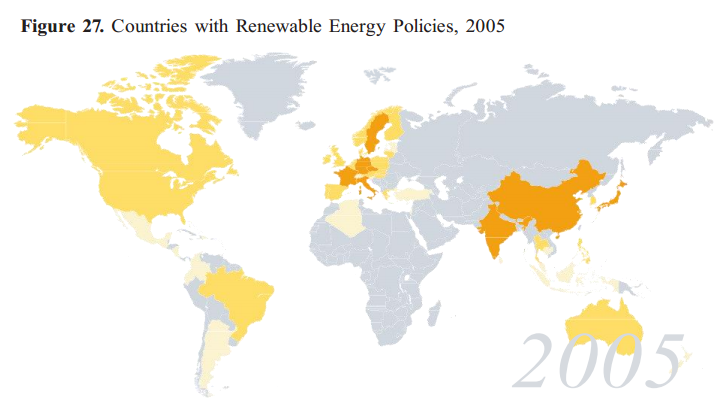 Figure 27. Countries with Renewable Energy Policies, 2005
2005